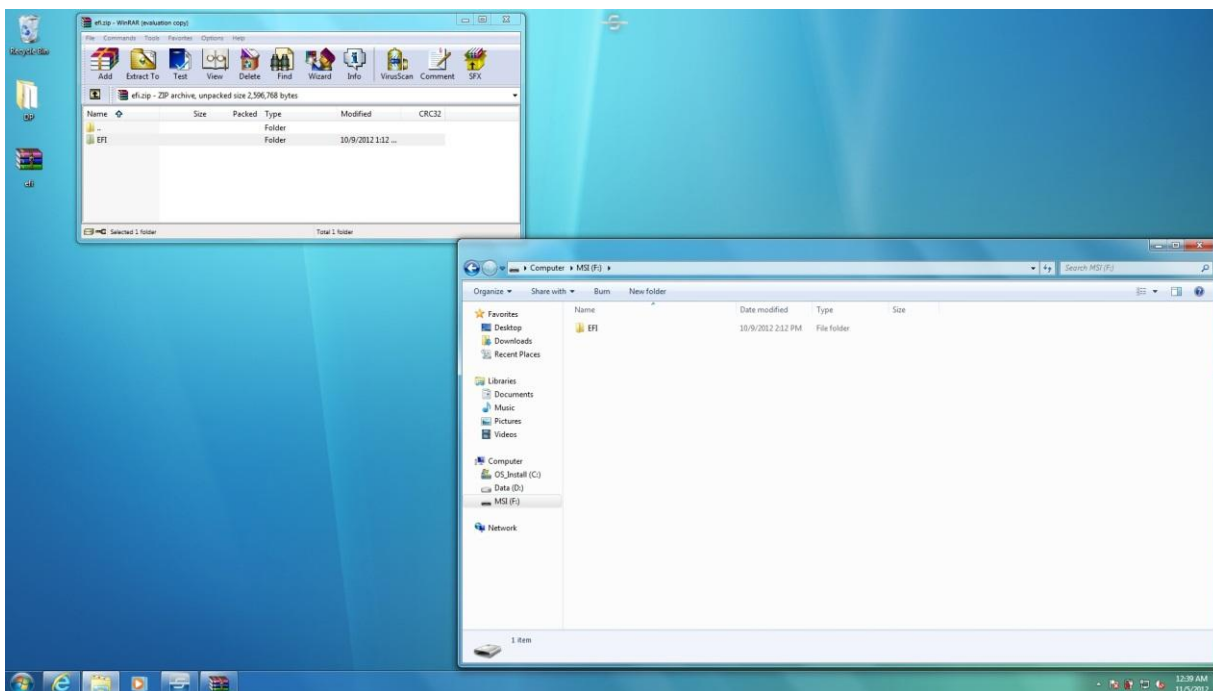 Recycle Bin
efi.zip - WinRAR (evaluation copy)
File Commands Tools Favorites Options Help
Add Extract To Test View Delete Find Wizard Info VirusScan Comment SFX
efi.zip - ZIP archive, unpacked size 2,596,768 bytes
Name Size Packed Type Modified CRC32
.. Folder
EFI Folder 10/9/2012 1:12 ...
Selected 1 folder Total 1 folder
efi
Computer MSI (F:)
Search MSI (F:)
Organize Share with Burn New folder
Name Date modified Type Size
EFI 10/9/2012 2:12 PM File folder
Favorites
Desktop
Downloads
Recent Places
Libraries
Documents
Music
Pictures
Videos
Computer
OS_Install (C:)
Data (D:)
MSI (F:)
Network
1 item
12:39 AM
11/5/2012